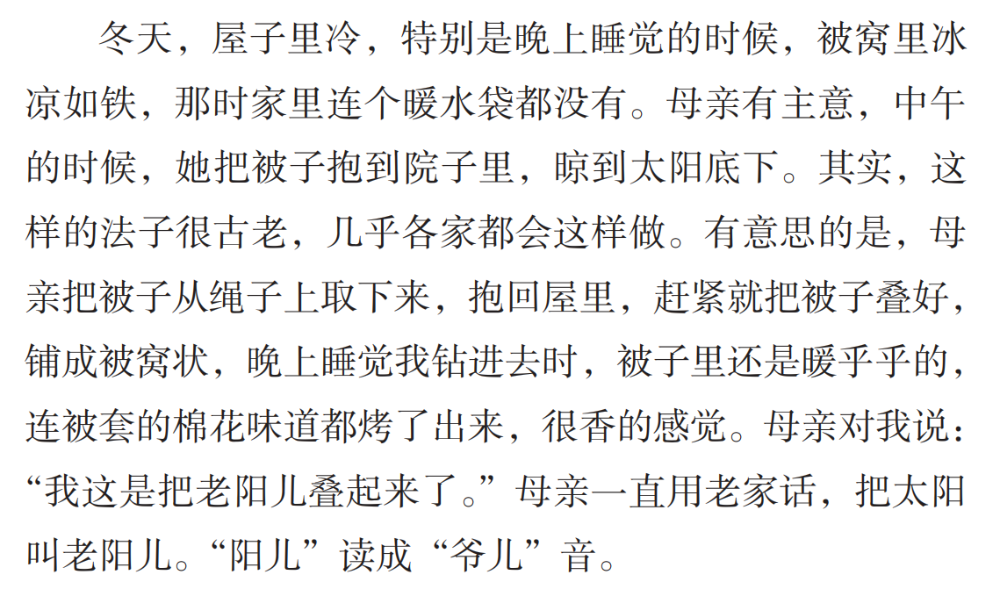 冬天，屋子里冷，特别是晚上睡觉的时候，被窝里冰
凉如铁，那时家里连个暖水袋都没有。母亲有主意，中午
的时候，她把被子抱到院子里，晾到太阳底下。其实，这
样的法子很古老，几乎各家都会这样做。有意思的是，母
亲把被子从绳子上取下来，抱回屋里，赶紧就把被子叠好，
铺成被窝状，晚上睡觉我钻进去时，被子里还是暖乎乎的，
连被套的棉花味道都烤了出来，很香的感觉。母亲对我说：
“我这是把老阳儿叠起来了。”母亲一直用老家话，把太阳
叫老阳儿。“阳儿”读成“爷儿”音。